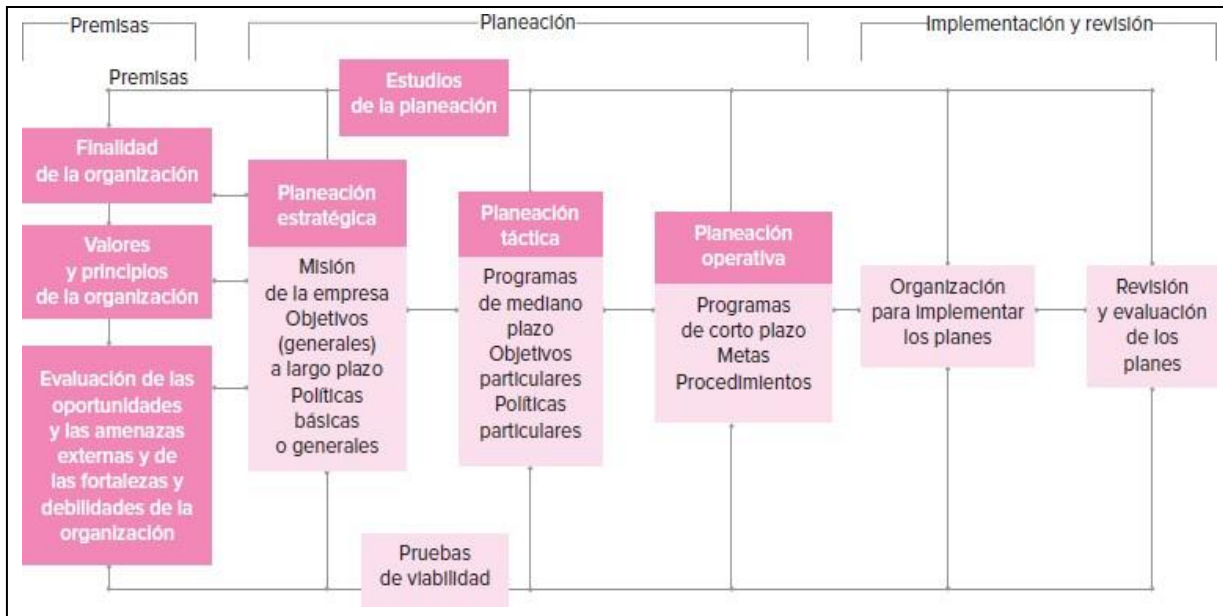 Premisas
Planeación
Implementación y revisión
Premisas
Estudios
de la planeación
Finalidad
de la organización
Valores
y principios
de la organización
Evaluación de las
oportunidades
y las amenazas
externas y de
las fortalezas y
debilidades de la
organización
Planeación
estratégica
Misión
de la empresa
Objetivos
(generales)
a largo plazo
Políticas
básicas
o generales
Planeación
táctica
Programas
de mediano
plazo
Objetivos
particulares
Políticas
particulares
Planeación
operativa
Programas
de corto plazo
Metas
Procedimientos
Organización
para implementar
los planes
Revisión
y evaluación
de los
planes
Pruebas
de viabilidad